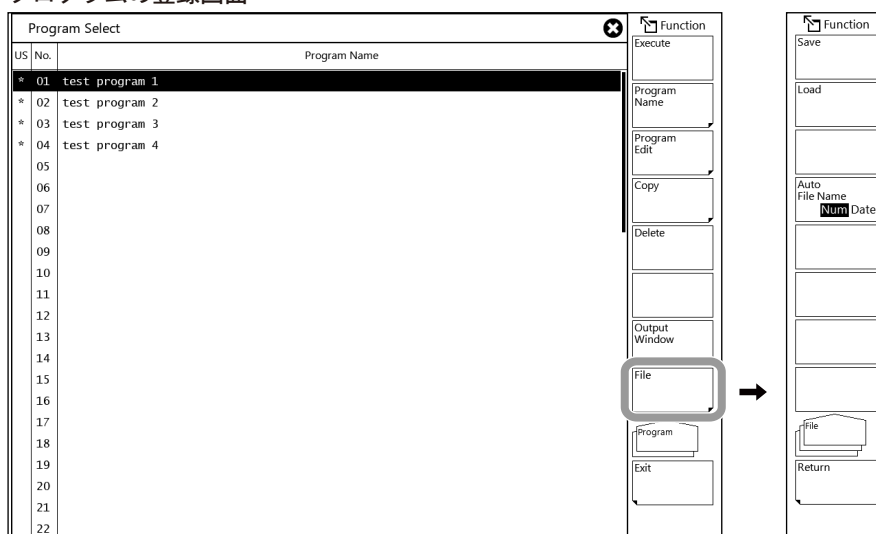 プログラムの登録画面
Program Select
US No. Program Name
* 01 test program 1
* 02 test program 2
* 03 test program 3
* 04 test program 4
05
06
07
08
09
10
11
12
13
14
15
16
17
18
19
20
21
22
Function
Execute
Program
Name
Program
Edit
Copy
Delete
Output
Window
File
Program
Exit
Function
Save
Load
Auto
File Name
Num Date
File
Return